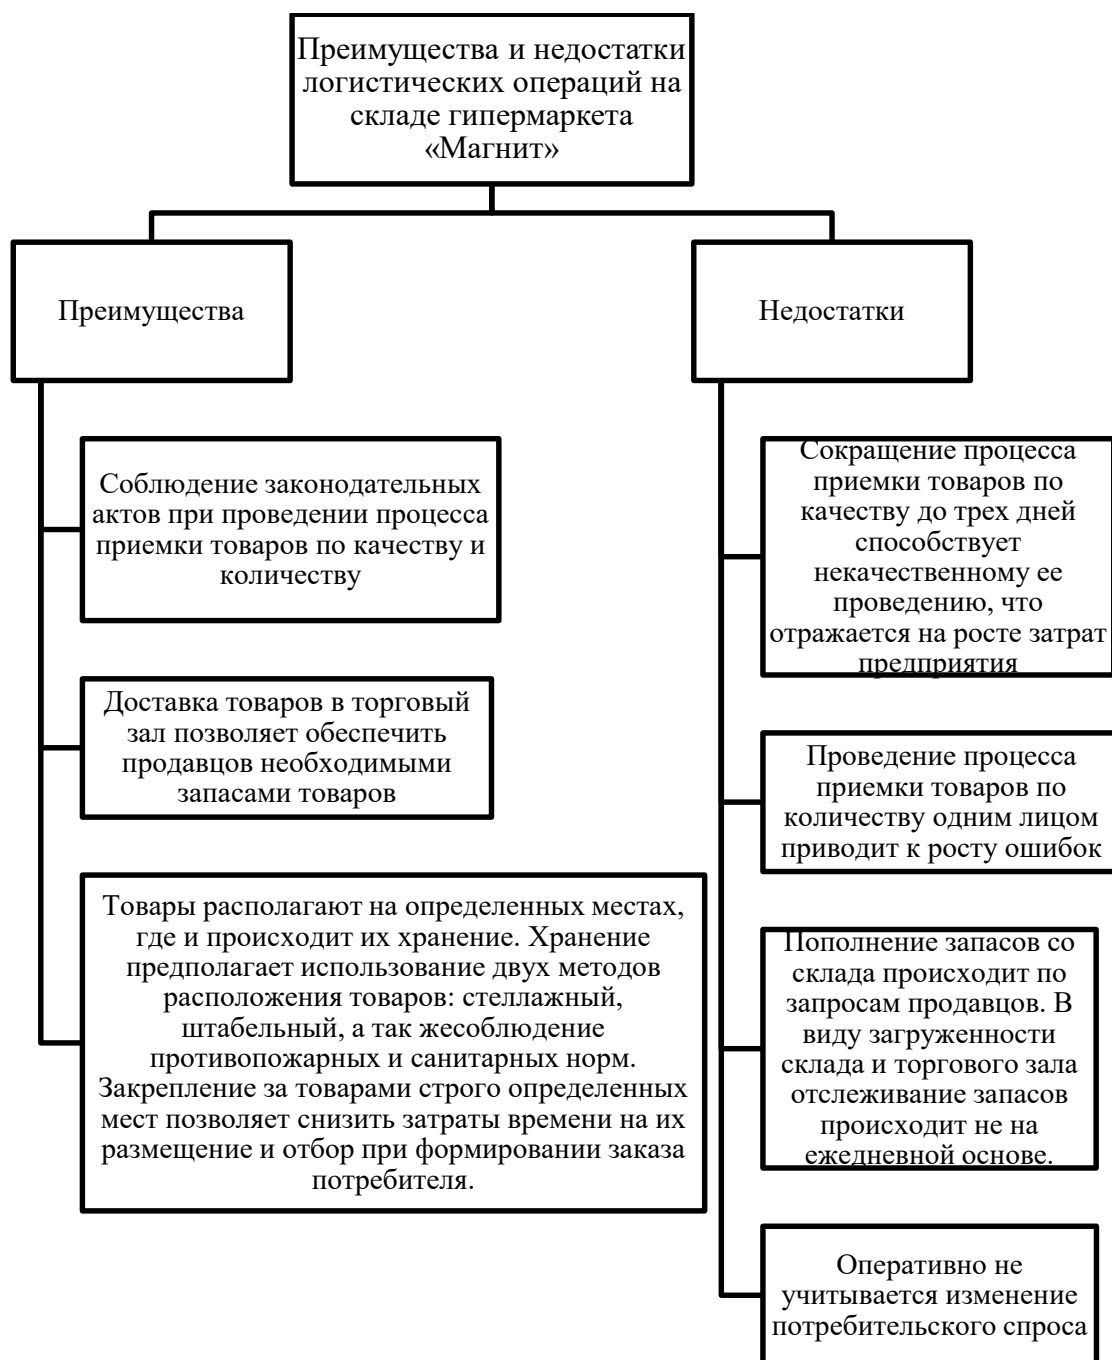 Преимущества и недостатки
логистических операций на
складе гипермаркета
«Магнит»
Преимущества
Соблюдение законодательных
актов при проведении процесса
приемки товаров по качеству и
количеству
Доставка товаров в торговый
зал позволяет обеспечить
продавцов необходимыми
запасами товаров
Товары располагают на определенных местах,
где и происходит их хранение. Хранение
предполагает использование двух методов
расположения товаров: стеллажный,
штабельный, а так жесоблюдение
противопожарных и санитарных норм.
Закрепление за товарами строго определенных
мест позволяет снизить затраты времени на их
размещение и отбор при формировании заказа
потребителя.
Недостатки
Сокращение процесса
приемки товаров по
качеству до трех дней
способствует
некачественному ее
проведению, что
отражается на росте затрат
предприятия
Проведение процесса
приемки товаров по
количеству одним лицом
приводит к росту ошибок
Пополнение запасов со
склада происходит по
запросам продавцов. В
виду загруженности
склада и торгового зала
отслеживание запасов
происходит не на
ежедневной основе.
Оперативно не
учитывается изменение
потребительского спроса